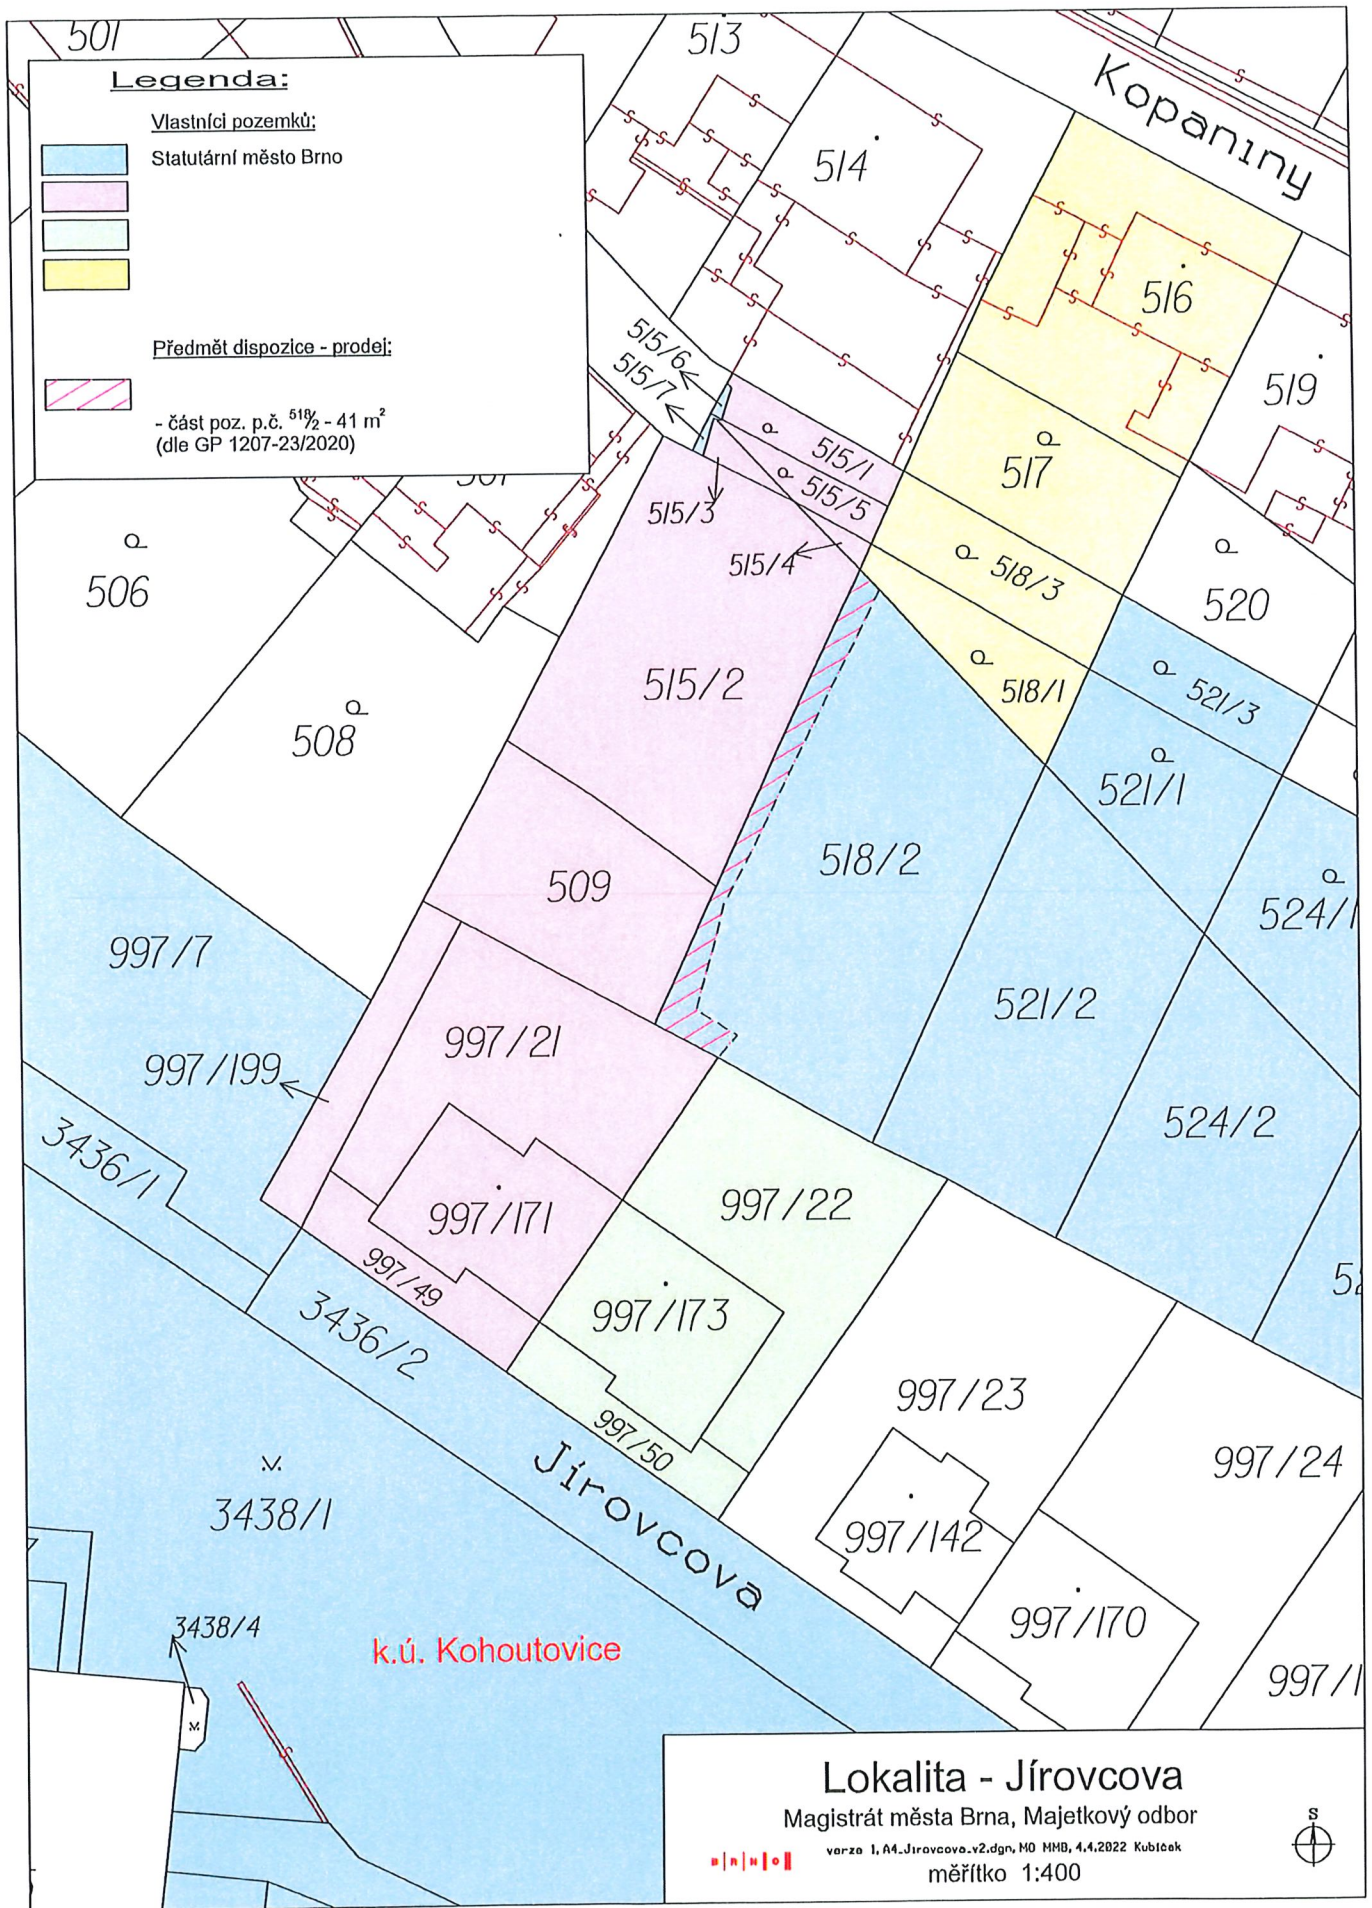 501
Legenda:
Vlastníci pozemků:
Statutární město Brno
Předmět dispozice - prodej:
- část poz. p.č. 518/2 - 41 m²
(dle GP 1207-23/2020)
513
Kopaniny
514
516
519
515/6
515/7
515/1
517
515/5
515/3
515/4
518/3
520
506
508
515/2
518/1
521/3
521/1
518/2
509
524/1
997/7
521/2
997/21
997/199
524/2
3436/1
997/22
997/171
997/49
997/173
3436/2
997/23
997/50
997/24
Jírovcova
3438/1
997/142
997/170
3438/4
k.ú. Kohoutovice
997/1
Lokalita - Jírovcova
Magistrát města Brna, Majetkový odbor
verze 1, A4_Jirovcova_v2.dgn, MO MMB, 4.4.2022 Kubíček
B R N O
měřítko 1:400
S